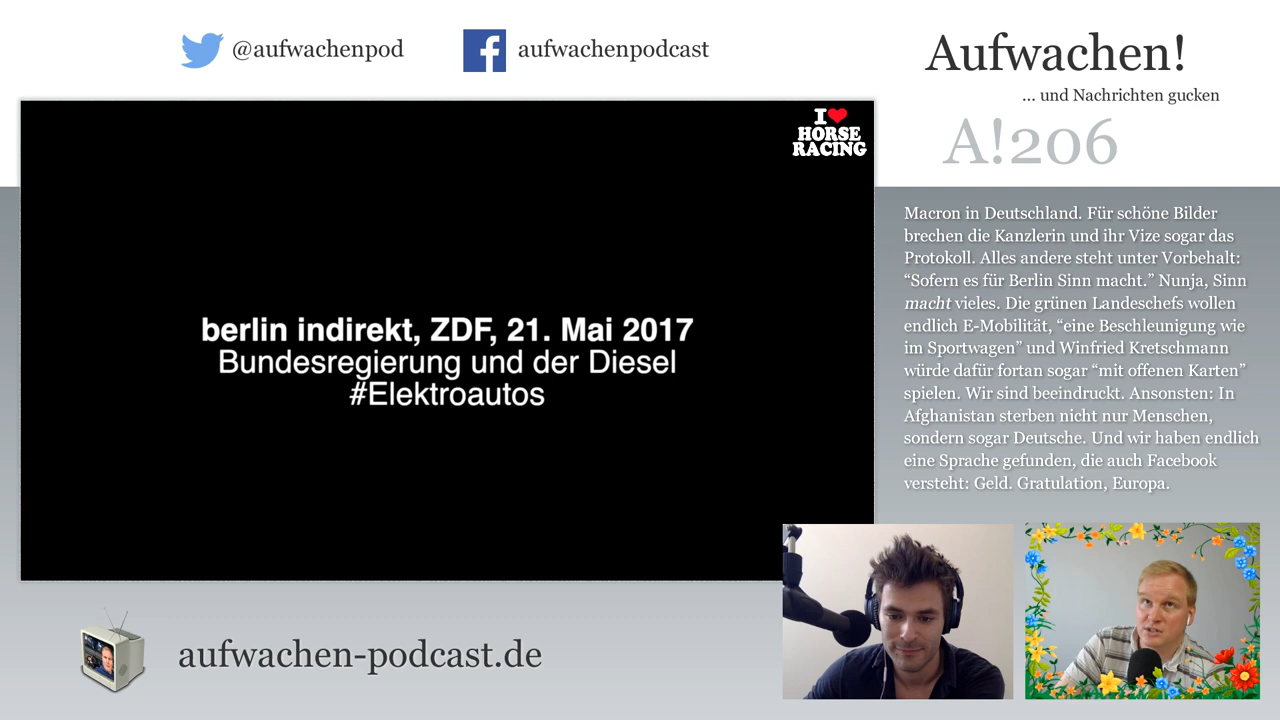 @aufwachenpod
aufwachenpodcast
Aufwachen!
... und Nachrichten gucken
A!206
I
HORSE
RACING
berlin indirekt, ZDF, 21. Mai 2017
Bundesregierung und der Diesel
#Elektroautos
Macron in Deutschland. Für schöne Bilder
brechen die Kanzlerin und ihr Vize sogar das
Protokoll. Alles andere steht unter Vorbehalt:
“Sofern es für Berlin Sinn macht.” Nunja, Sinn
macht vieles. Die grünen Landeschefs wollen
endlich E-Mobilität, “eine Beschleunigung wie
im Sportwagen” und Winfried Kretschmann
würde dafür fortan sogar “mit offenen Karten”
spielen. Wir sind beeindruckt. Ansonsten: In
Afghanistan sterben nicht nur Menschen,
sondern sogar Deutsche. Und wir haben endlich
eine Sprache gefunden, die auch Facebook
versteht: Geld. Gratulation, Europa.
aufwachen-podcast.de